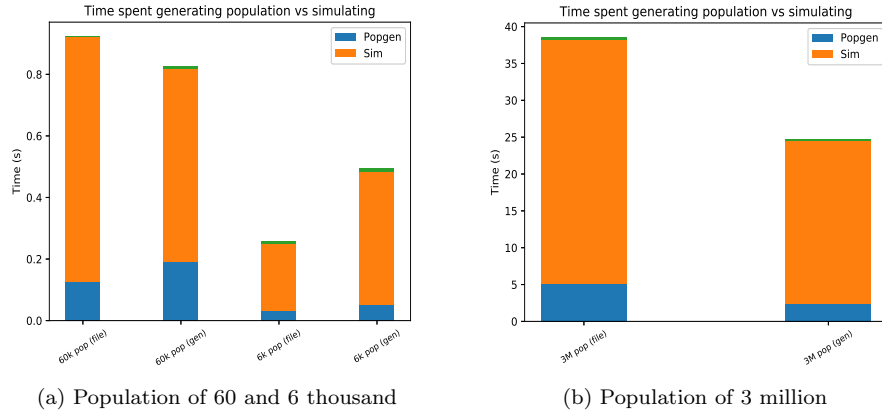 Time spent generating population vs simulating
Popgen
Sim
0.8
0.6
0.4
0.2
0.0
Time (s)
60k pop (file)
60k pop (gen)
6k pop (file)
6k pop (gen)
(a) Population of 60 and 6 thousand
Time spent generating population vs simulating
Popgen
Sim
40
35
30
25
20
15
10
5
0
Time (s)
3M pop (file)
3M pop (gen)
(b) Population of 3 million